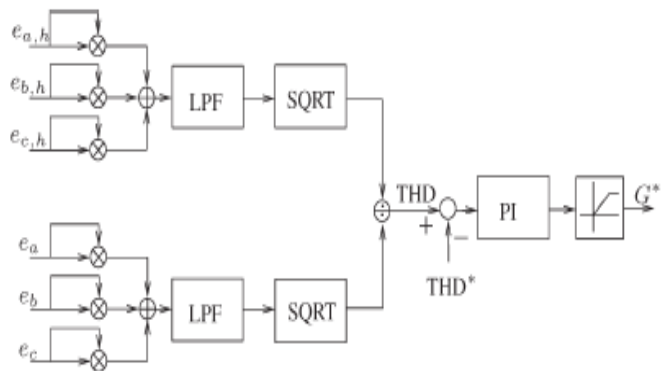 e_{a,h}
e_{b,h}
e_{c,h}
LPF
SQRT
THD
PI
G*
+
−
THD*
e_a
e_b
e_c
LPF
SQRT